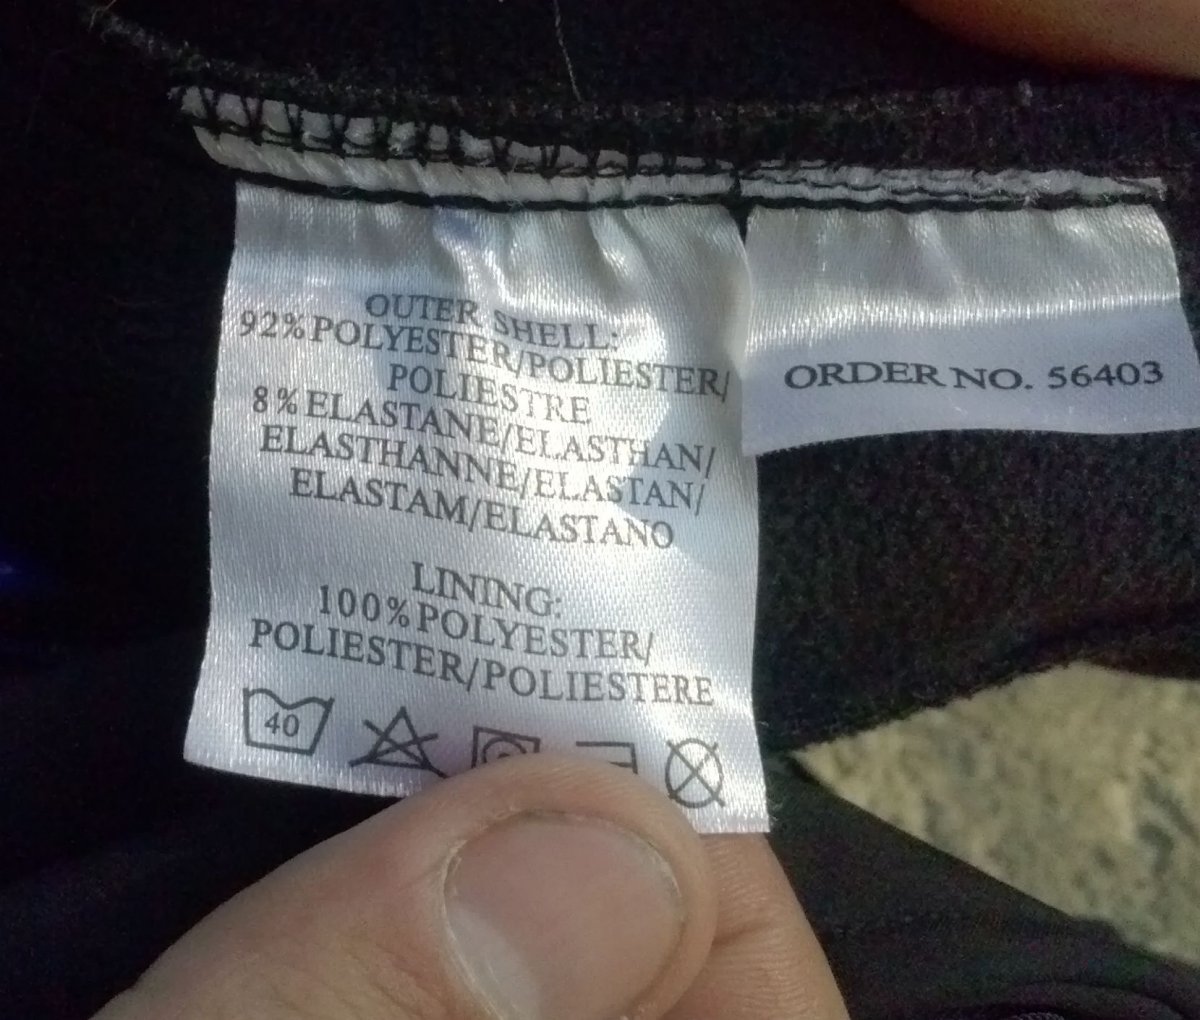 OUTER SHELL:
92% POLYESTER/POLIESTER/
POLIESTRE
8% ELASTANE/ELASTHAN/
ELASTHANNE/ELASTAN/
ELASTAM/ELASTANO
LINING:
100% POLYESTER/
POLIESTER/POLIESTERE
40
ORDER NO. 56403